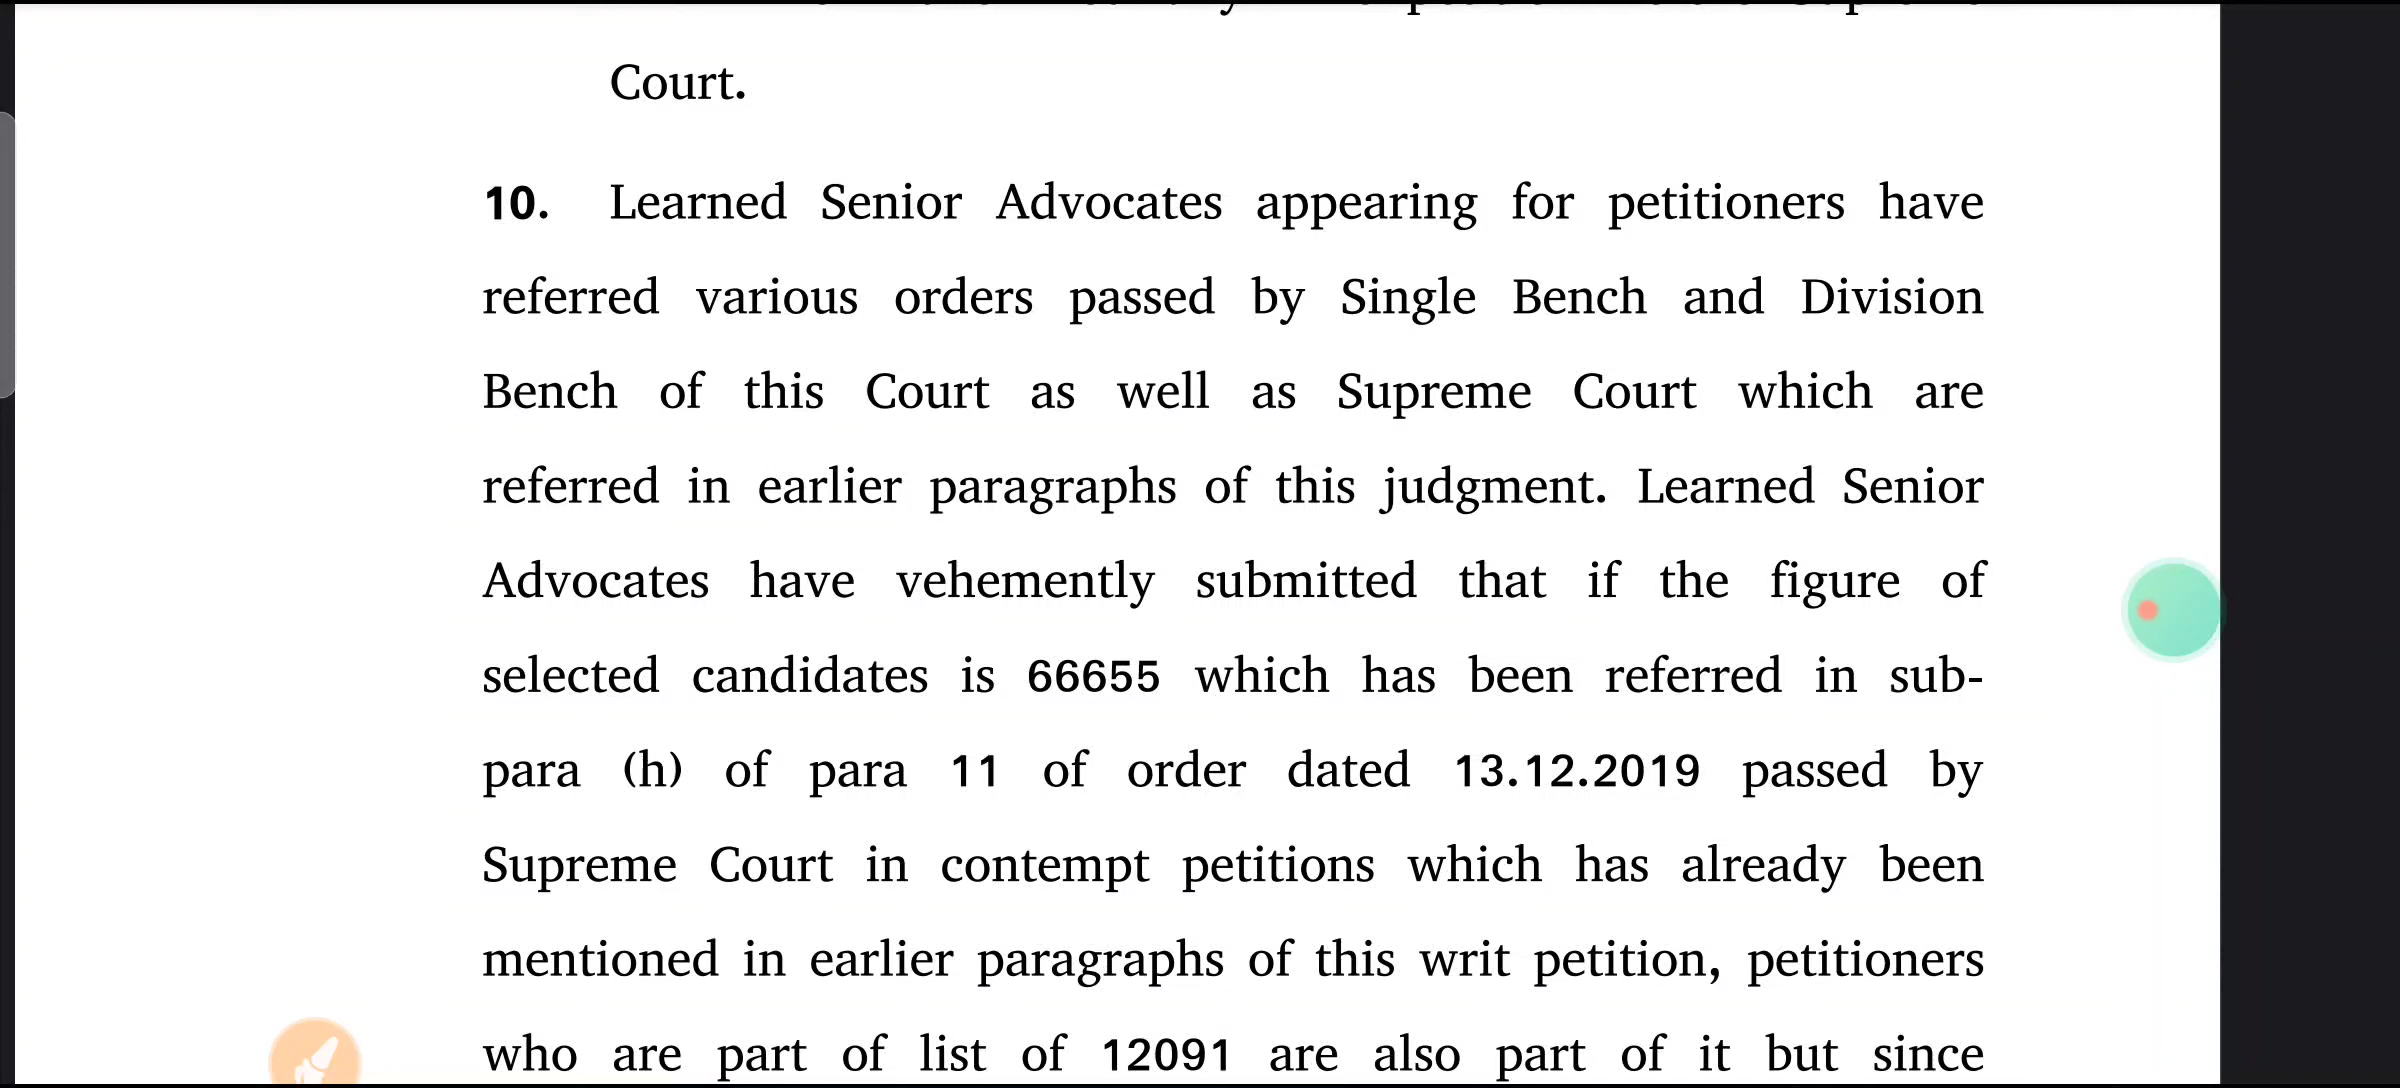 Court.
10. Learned Senior Advocates appearing for petitioners have
referred various orders passed by Single Bench and Division
Bench of this Court as well as Supreme Court which are
referred in earlier paragraphs of this judgment. Learned Senior
Advocates have vehemently submitted that if the figure of
selected candidates is 66655 which has been referred in sub-
para (h) of para 11 of order dated 13.12.2019 passed by
Supreme Court in contempt petitions which has already been
mentioned in earlier paragraphs of this writ petition, petitioners
who are part of list of 12091 are also part of it but since